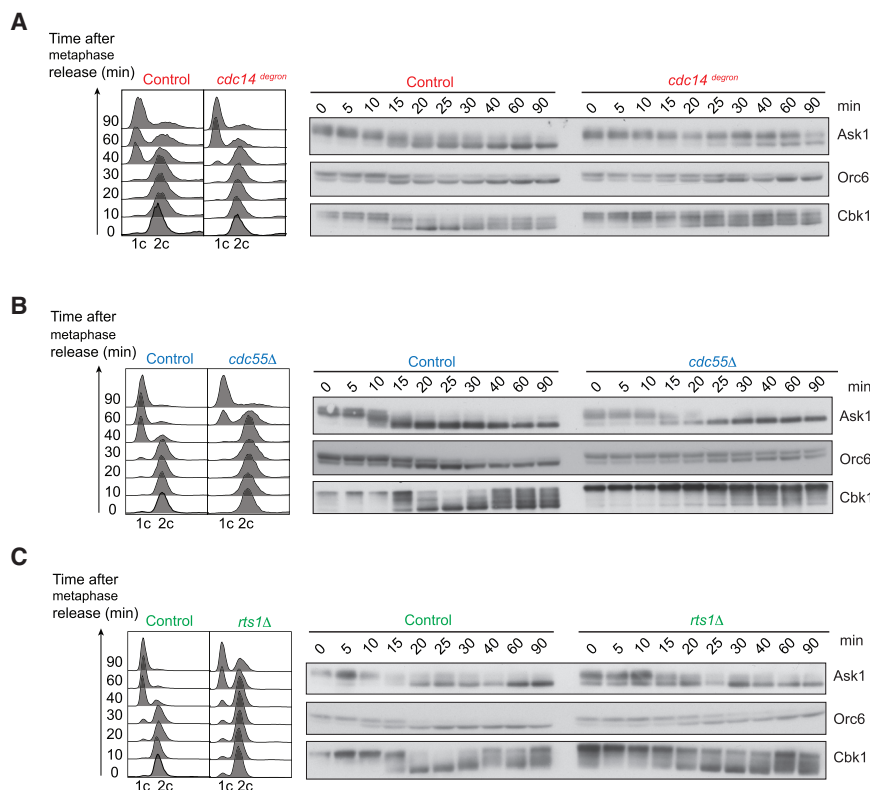 A
Time after
metaphase
release (min)
Control
cdc14 degron
90
60
40
30
20
10
0
1c 2c
1c 2c
Control
cdc14 degron
0 5 10 15 20 25 30 40 60 90
0 5 10 15 20 25 30 40 60 90
min
Ask1
Orc6
Cbk1
B
Time after
metaphase
release (min)
Control
cdc55Δ
90
60
40
30
20
10
0
1c 2c
1c 2c
Control
cdc55Δ
0 5 10 15 20 25 30 40 60 90
0 5 10 15 20 25 30 40 60 90
min
Ask1
Orc6
Cbk1
C
Time after
metaphase
release (min)
Control
rts1Δ
90
60
40
30
20
10
0
1c 2c
1c 2c
Control
rts1Δ
0 5 10 15 20 25 30 40 60 90
0 5 10 15 20 25 30 40 60 90
min
Ask1
Orc6
Cbk1